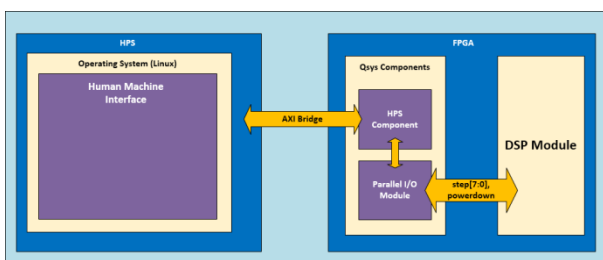 HPS
Operating System (Linux)
Human Machine
Interface
AXI Bridge
FPGA
Qsys Components
HPS
Component
Parallel I/O
Module
step[7:0],
powerdown
DSP Module